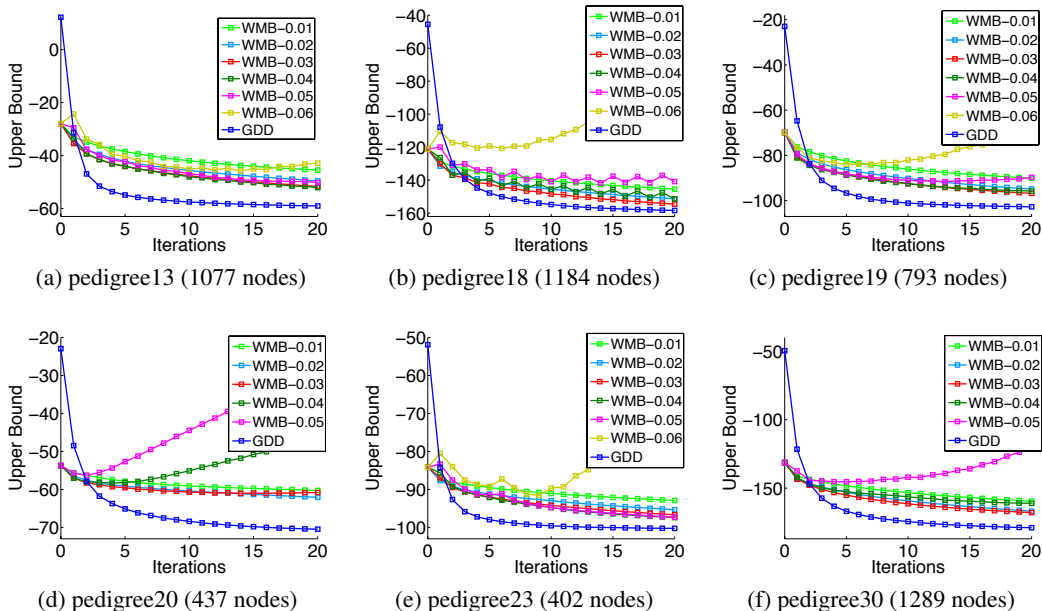 0
−20
−40
−60
Upper Bound
0 5 10 15 20
Iterations
WMB−0.01
WMB−0.02
WMB−0.03
WMB−0.04
WMB−0.05
WMB−0.06
GDD
(a) pedigree13 (1077 nodes)
−40
−60
−80
−100
−120
−140
−160
Upper Bound
0 5 10 15 20
Iterations
WMB−0.01
WMB−0.02
WMB−0.03
WMB−0.04
WMB−0.05
WMB−0.06
GDD
(b) pedigree18 (1184 nodes)
−20
−40
−60
−80
−100
Upper Bound
0 5 10 15 20
Iterations
WMB−0.01
WMB−0.02
WMB−0.03
WMB−0.04
WMB−0.05
WMB−0.06
GDD
(c) pedigree19 (793 nodes)
−20
−30
−40
−50
−60
−70
Upper Bound
0 5 10 15 20
Iterations
WMB−0.01
WMB−0.02
WMB−0.03
WMB−0.04
WMB−0.05
GDD
(d) pedigree20 (437 nodes)
−50
−60
−70
−80
−90
−100
Upper Bound
0 5 10 15 20
Iterations
WMB−0.01
WMB−0.02
WMB−0.03
WMB−0.04
WMB−0.05
WMB−0.06
GDD
(e) pedigree23 (402 nodes)
−50
−100
−150
Upper Bound
0 5 10 15 20
Iterations
WMB−0.01
WMB−0.02
WMB−0.03
WMB−0.04
WMB−0.05
GDD
(f) pedigree30 (1289 nodes)